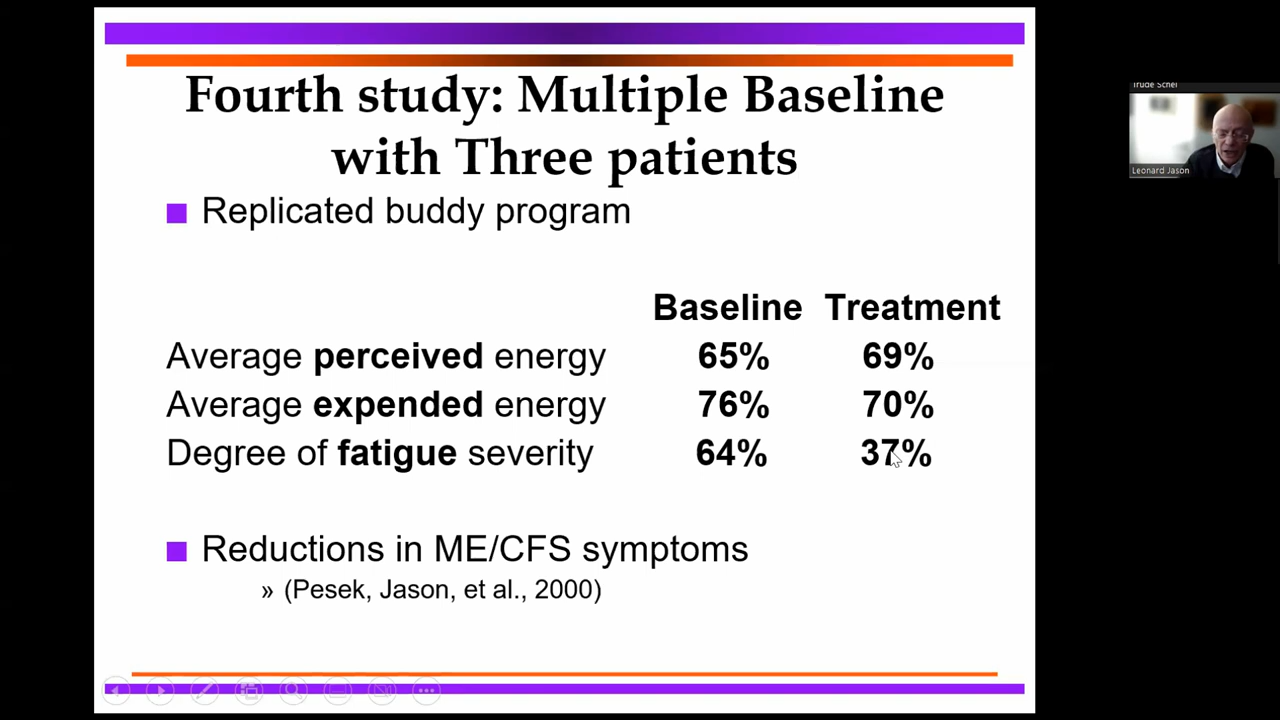 Fourth study: Multiple Baseline
with Three patients
Replicated buddy program
Baseline Treatment
Average perceived energy 65% 69%
Average expended energy 76% 70%
Degree of fatigue severity 64% 37%
Reductions in ME/CFS symptoms
» (Pesek, Jason, et al., 2000)
Trude Schei
Leonard Jason